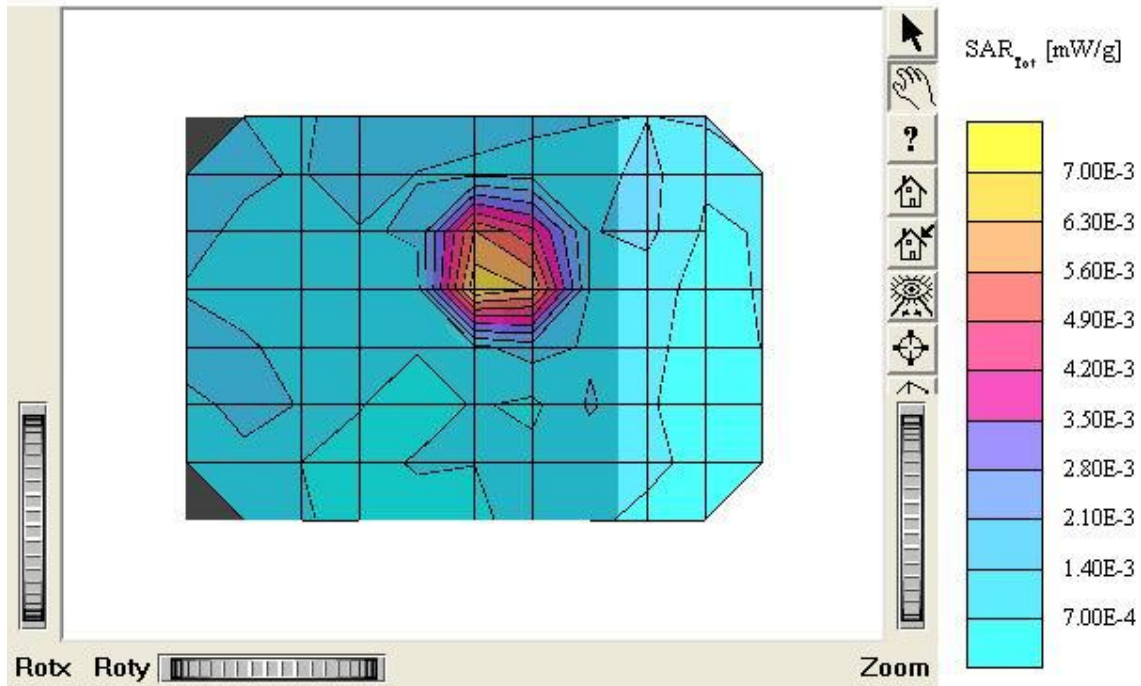 SAR_Tot [mW/g]
?
7.00E-3
6.30E-3
5.60E-3
4.90E-3
4.20E-3
3.50E-3
2.80E-3
2.10E-3
1.40E-3
7.00E-4
Rotx Roty Zoom